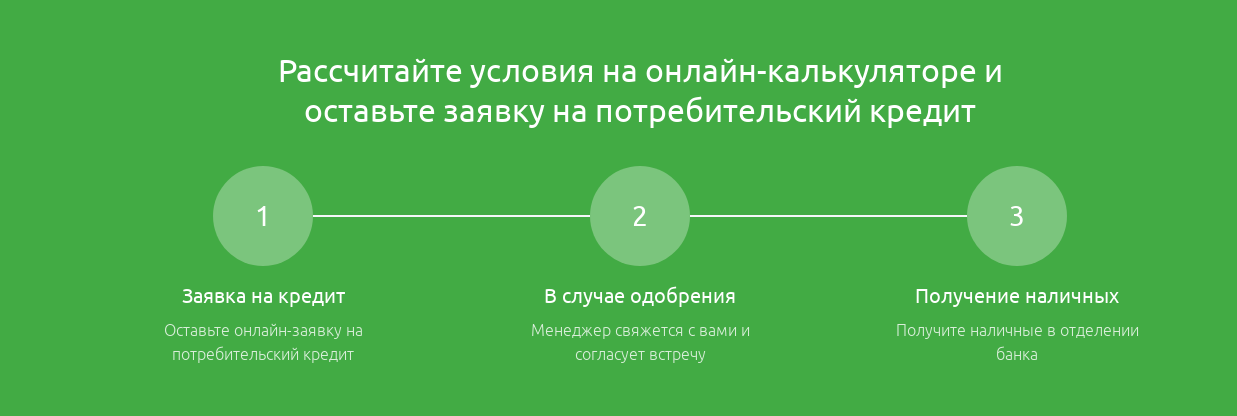 Рассчитайте условия на онлайн-калькуляторе и
оставьте заявку на потребительский кредит
1
2
3
Заявка на кредит
Оставьте онлайн-заявку на
потребительский кредит
В случае одобрения
Менеджер свяжется с вами и
согласует встречу
Получение наличных
Получите наличные в отделении
банка